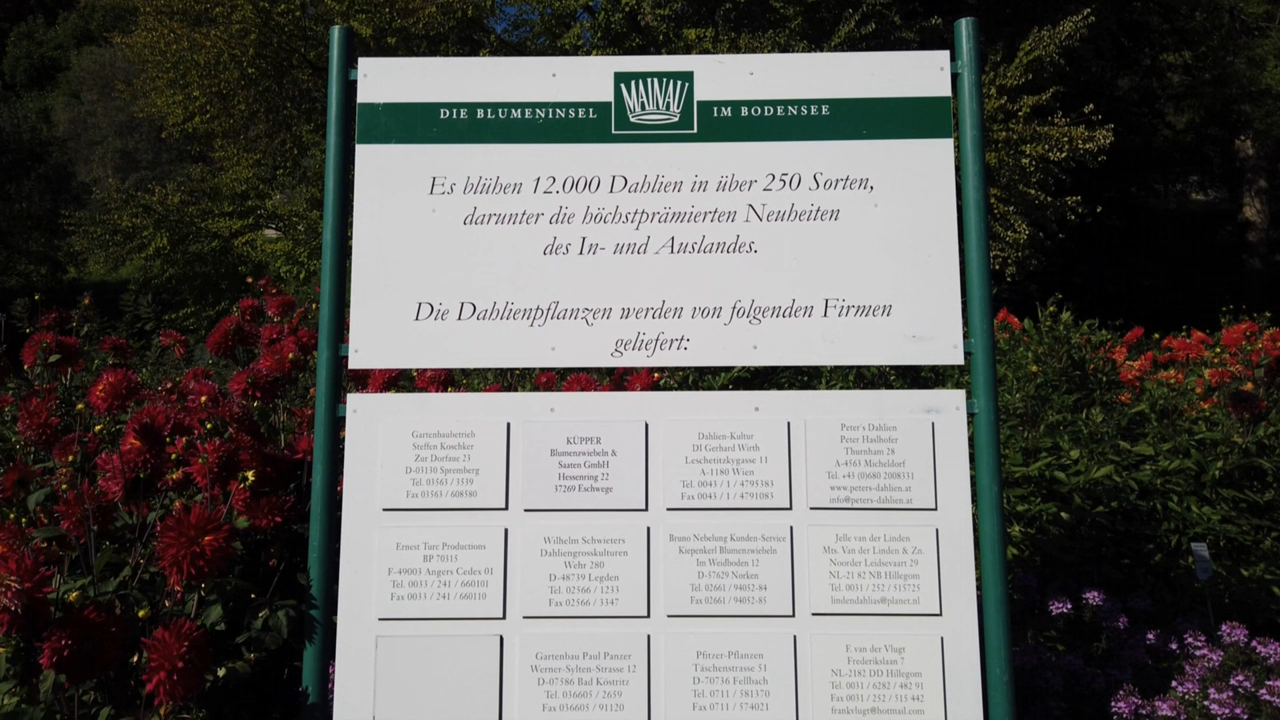 DIE BLUMENINSEL MAINAU IM BODENSEE
Es blühen 12.000 Dahlien in über 250 Sorten,
darunter die höchstprämierten Neuheiten
des In- und Auslandes.
Die Dahlienpflanzen werden von folgenden Firmen
geliefert:
Gartenbaubetrieb
Steffen Koschker
Zur Dorfaue 23
D-03130 Spremberg
Tel. 03563 / 3539
Fax 03563 / 608580
KÜPPER
Blumenzwiebeln &
Saaten GmbH
Hessenring 22
37269 Eschwege
Dahlien-Kultur
DI Gerhard Wirth
Leschetitzkygasse 11
A-1180 Wien
Tel. 0043 / 1 / 4795383
Fax 0043 / 1 / 4791083
Peter's Dahlien
Peter Haslhofer
Thurnham 28
A-4563 Micheldorf
Tel. +43 (0)680 2008331
www.peters-dahlien.at
info@peters-dahlien.at
Ernest Turc Productions
BP 70315
F-49003 Angers Cedex 01
Tel. 0033 / 241 / 660101
Fax 0033 / 241 / 660110
Wilhelm Schwieters
Dahliengrosskulturen
Wehr 280
D-48739 Legden
Tel. 02566 / 1233
Fax 02566 / 3347
Bruno Nebelung Kunden-Service
Kiepenkerl Blumenzwiebeln
Im Weidboden 12
D-57629 Norken
Tel. 02661 / 94052-84
Fax 02661 / 94052-85
Jelle van der Linden
Mts. Van der Linden & Zn.
Noorder Leidsevaart 29
NL-21 82 NB Hillegom
Tel. 0031 / 252 / 515725
lindendahlias@planet.nl
Gartenbau Paul Panzer
Werner-Sylten-Strasse 12
D-07586 Bad Köstritz
Tel. 036605 / 2659
Fax 036605 / 91120
Pfitzer-Pflanzen
Täschenstrasse 51
D-70736 Fellbach
Tel. 0711 / 581370
Fax 0711 / 574021
F. van der Vlugt
Frederikslaan 7
NL-2182 DD Hillegom
Tel. 0031 / 6282 / 482 91
Fax 0031 / 252 / 515 442
frankvlugt@hotmail.com